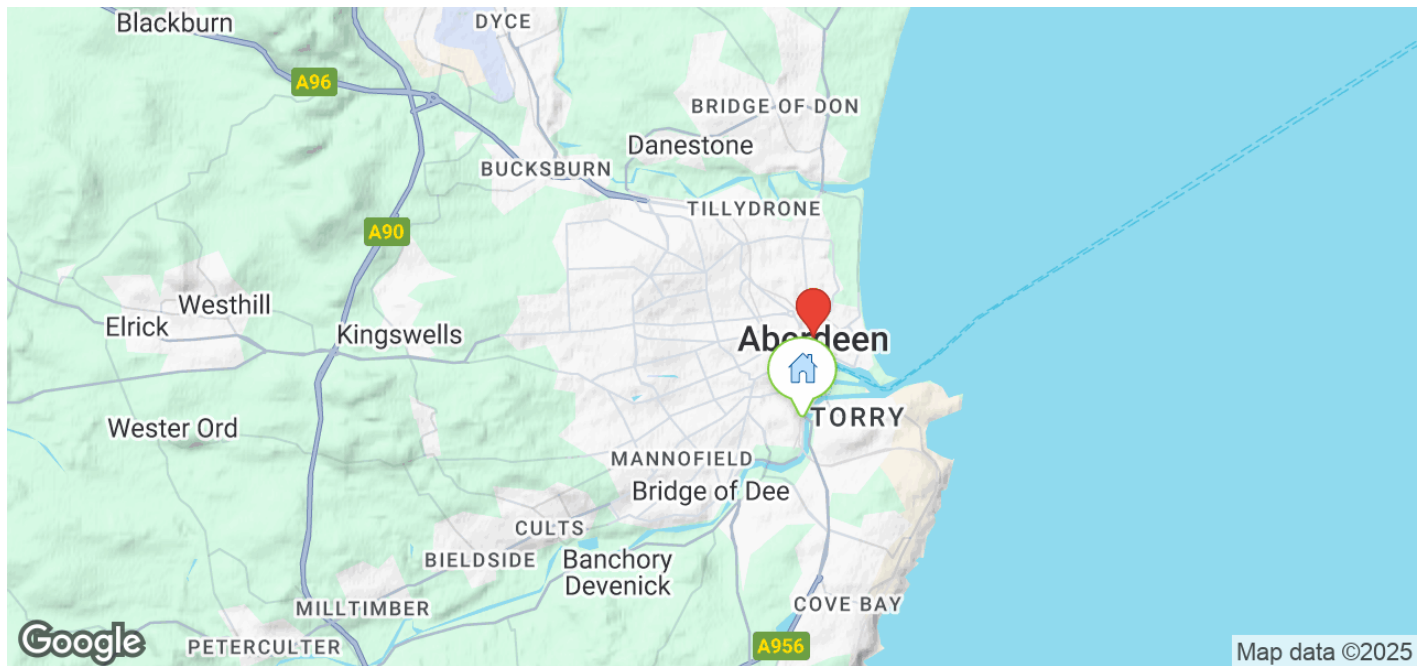 Blackburn
DYCE
A96
BRIDGE OF DON
Danestone
BUCKSBURN
TILLYDRONE
A90
Westhill
Elrick
Kingswells
Aberdeen
TORRY
Wester Ord
MANNOFIELD
Bridge of Dee
CULTS
BIELDSIDE
Banchory
Devenick
MILLTIMBER
COVE BAY
PETERCULTER
A956
Google
Map data ©2025